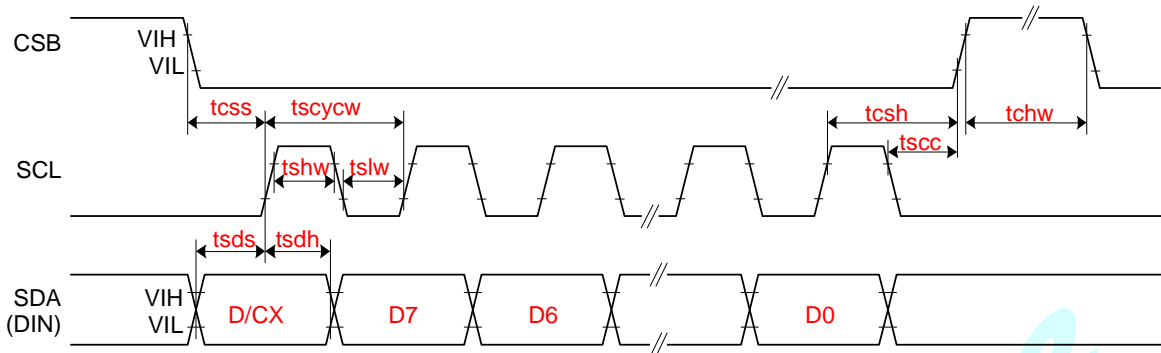 CSB
VIH
VIL
tcss
tscycw
tcsh
tchw
tscc
SCL
tshw
tslw
tsds
tsdh
SDA
(DIN)
VIH
VIL
D/CX
D7
D6
D0